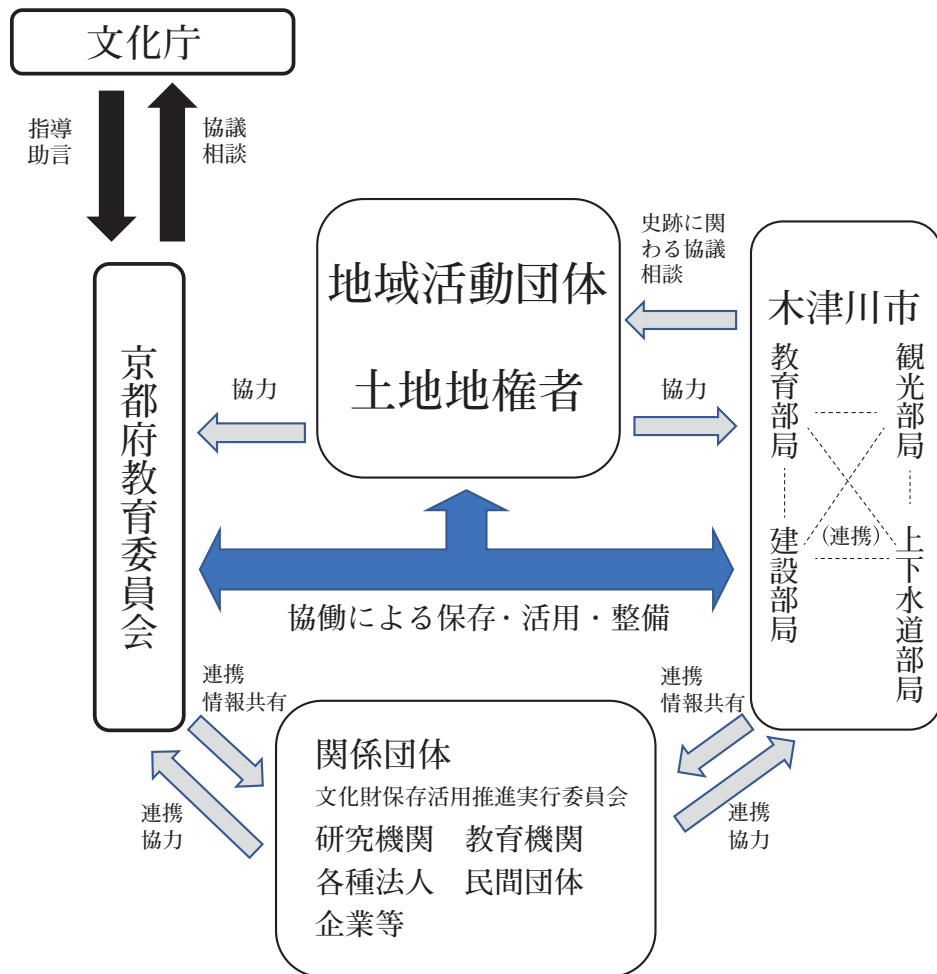 文化庁
指導
助言
協議
相談
地域活動団体
土地地権者
史跡に関
わる協議
相談
木津川市
教育部局
観光部局
建設部局
(連携)
上下水道部局
京都府教育委員会
協力
協力
協働による保存・活用・整備
連携
情報共有
連携
情報共有
関係団体
文化財保存活用推進実行委員会
研究機関 教育機関
各種法人 民間団体
企業等
連携
協力
連携
協力